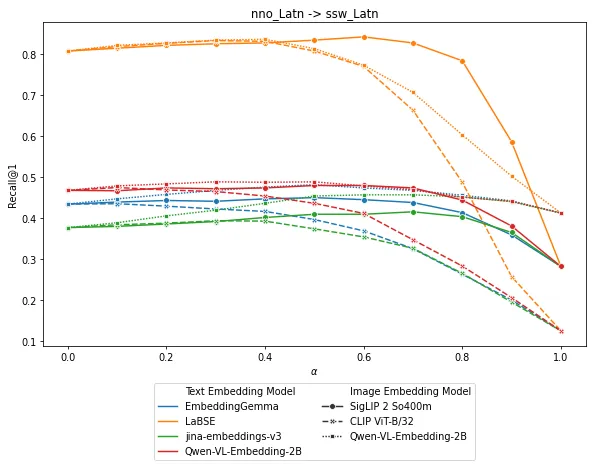 nno_Latn -> ssw_Latn
Recall@1
0.8
0.7
0.6
0.5
0.4
0.3
0.2
0.1
0.0 0.2 0.4 0.6 0.8 1.0
α
Text Embedding Model Image Embedding Model
EmbeddingGemma SigLIP 2 So400m
LaBSE CLIP ViT-B/32
jina-embeddings-v3 Qwen-VL-Embedding-2B
Qwen-VL-Embedding-2B